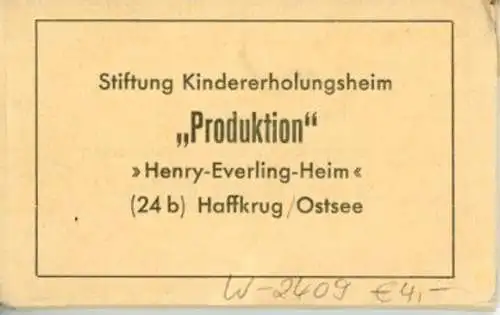 Stiftung Kindererholungsheim
„Produktion“
»Henry-Everling-Heim«
(24 b) Haffkrug/Ostsee
W-2409 €4,-